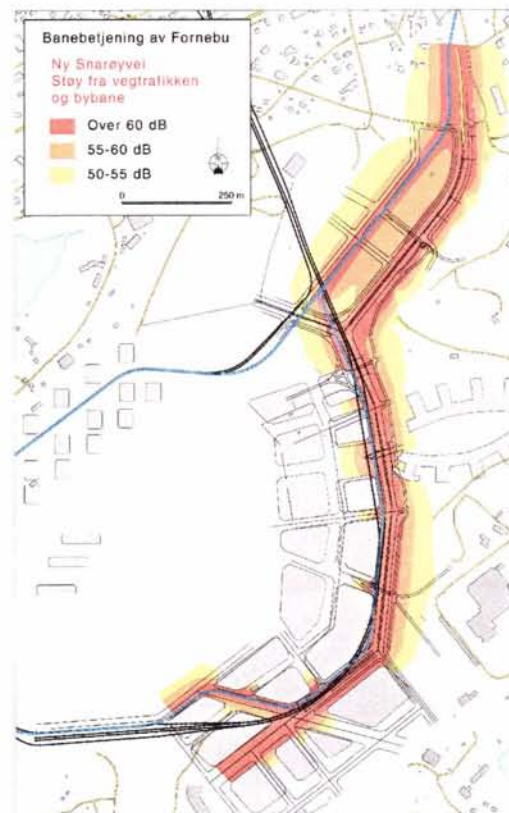 Banebetjening av Fornebu
Ny Snarøyvei
Støy fra vegtrafikken
og bybane
Over 60 dB
55-60 dB
50-55 dB
0 250 m